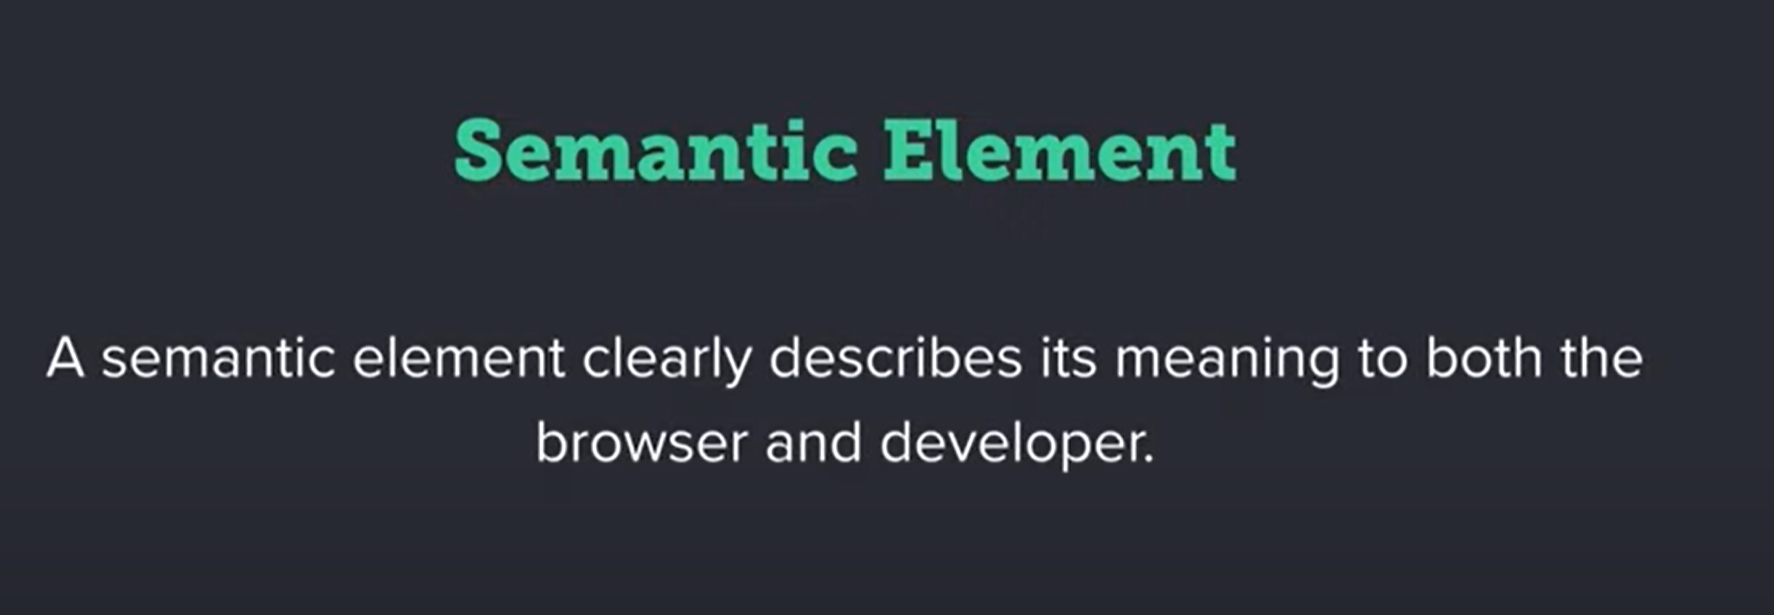 Semantic Element
A semantic element clearly describes its meaning to both the
browser and developer.